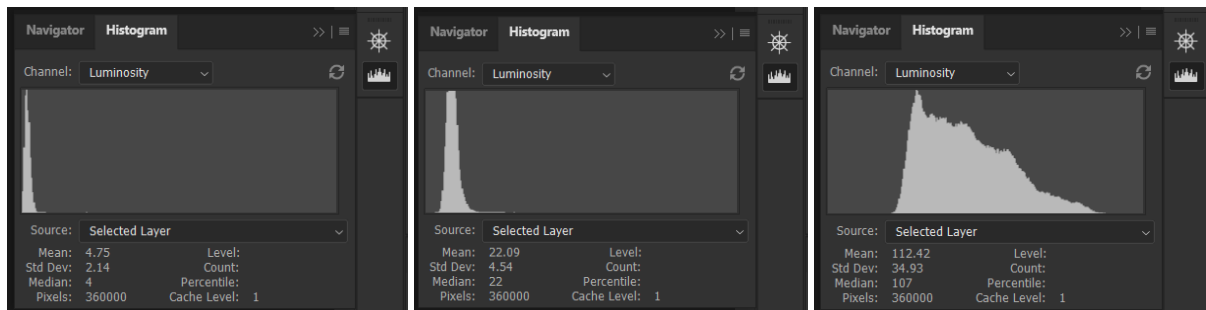 Navigator Histogram >> | ≡
Channel: Luminosity
Source: Selected Layer
Mean: 4.75 Level:
Std Dev: 2.14 Count:
Median: 4 Percentile:
Pixels: 360000 Cache Level: 1
Navigator Histogram >> | ≡
Channel: Luminosity
Source: Selected Layer
Mean: 22.09 Level:
Std Dev: 4.54 Count:
Median: 22 Percentile:
Pixels: 360000 Cache Level: 1
Navigator Histogram >> | ≡
Channel: Luminosity
Source: Selected Layer
Mean: 112.42 Level:
Std Dev: 34.93 Count:
Median: 107 Percentile:
Pixels: 360000 Cache Level: 1